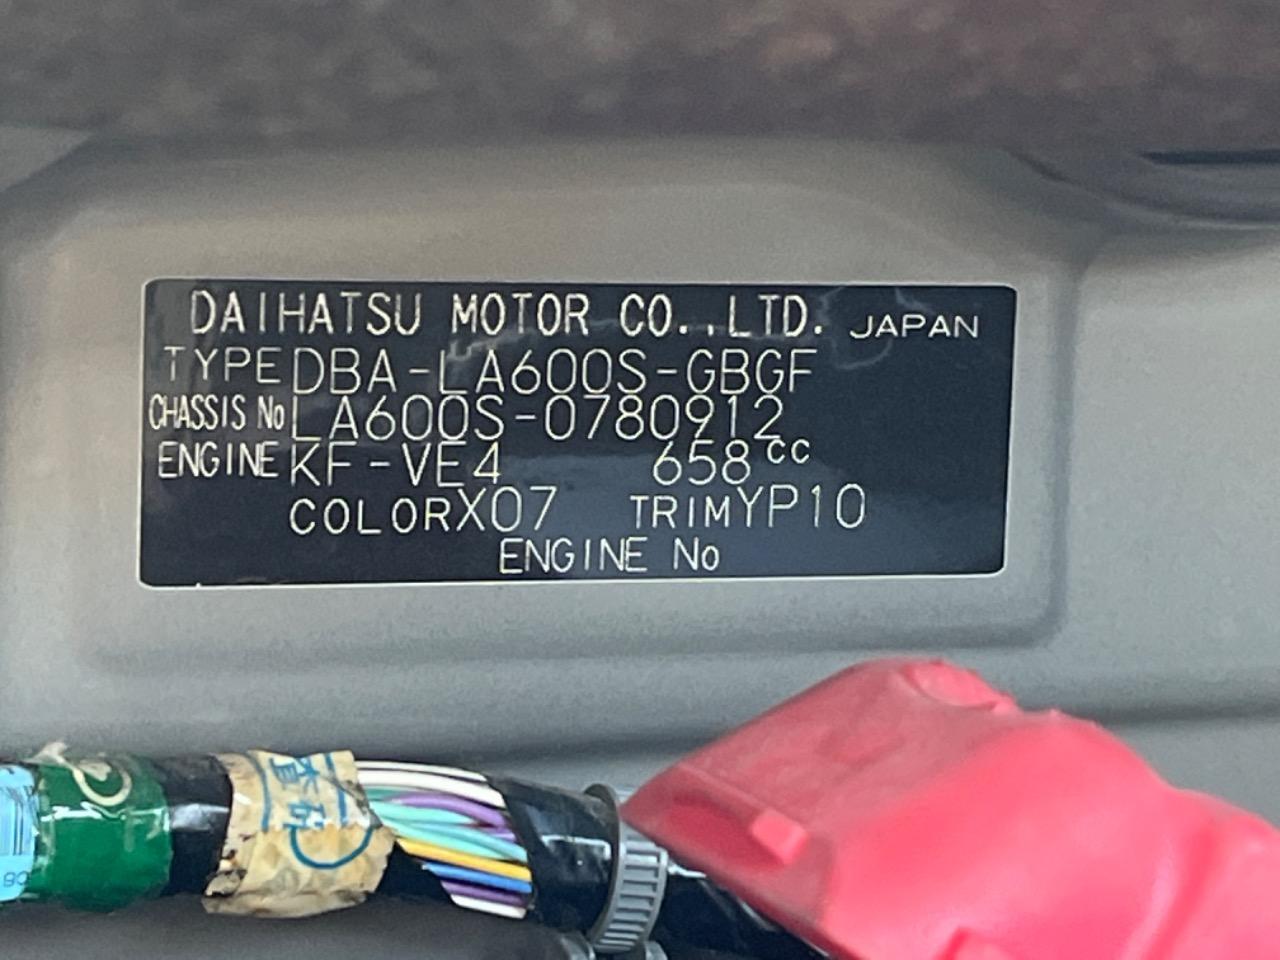 DAIHATSU MOTOR CO.,LTD. JAPAN
TYPE DBA-LA600S-GBGF
CHASSIS No LA600S-0780912
ENGINE KF-VE4 658cc
COLOR X07 TRIM YP10
ENGINE No